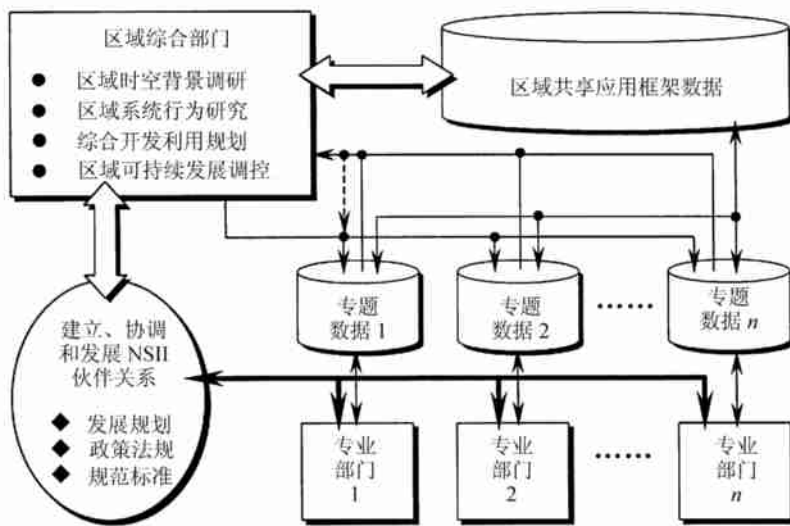 区域综合部门
● 区域时空背景调研
● 区域系统行为研究
● 综合开发利用规划
● 区域可持续发展调控
区域共享应用框架数据
专题
数据 1
专题
数据 2
……
专题
数据 n
建立、协调
和发展 NSII
伙伴关系
◆ 发展规划
◆ 政策法规
◆ 规范标准
专业
部门
1
专业
部门
2
……
专业
部门
n